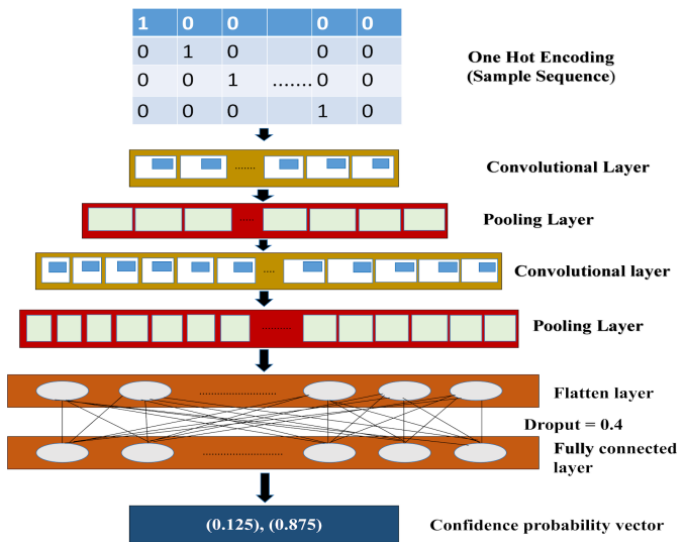 1 0 0 0 0
0 1 0 0 0
0 0 1 ....... 0 0
0 0 0 1 0
One Hot Encoding
(Sample Sequence)
Convolutional Layer
Pooling Layer
Convolutional layer
Pooling Layer
Flatten layer
Droput = 0.4
Fully connected
layer
(0.125), (0.875)
Confidence probability vector